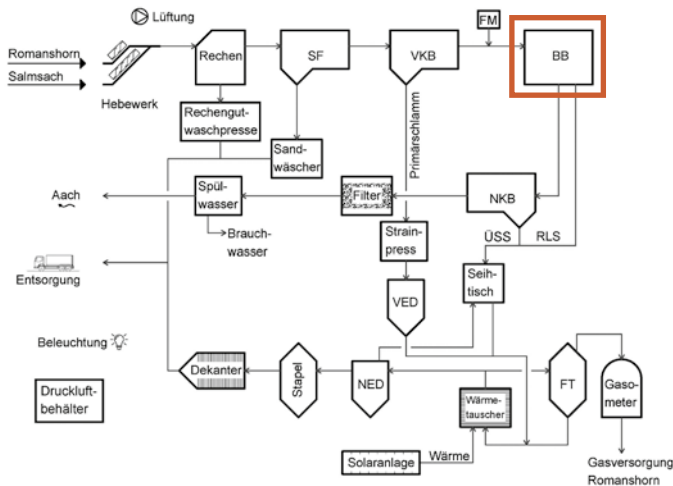 Lüftung
FM
Romanshorn
Salmsach
Hebewerk
Rechen
SF
VKB
BB
Rechengut-
waschpresse
Sand-
wäscher
Primärschlamm
Aach
Spül-
wasser
Filter
NKB
Brauch-
wasser
Strain-
press
ÜSS
RLS
Seih-
tisch
Entsorgung
VED
Beleuchtung
Dekanter
Stapel
NED
FT
Gaso-
meter
Druckluft-
behälter
Wärme-
tauscher
Solaranlage
Wärme
Gasversorgung
Romanshorn